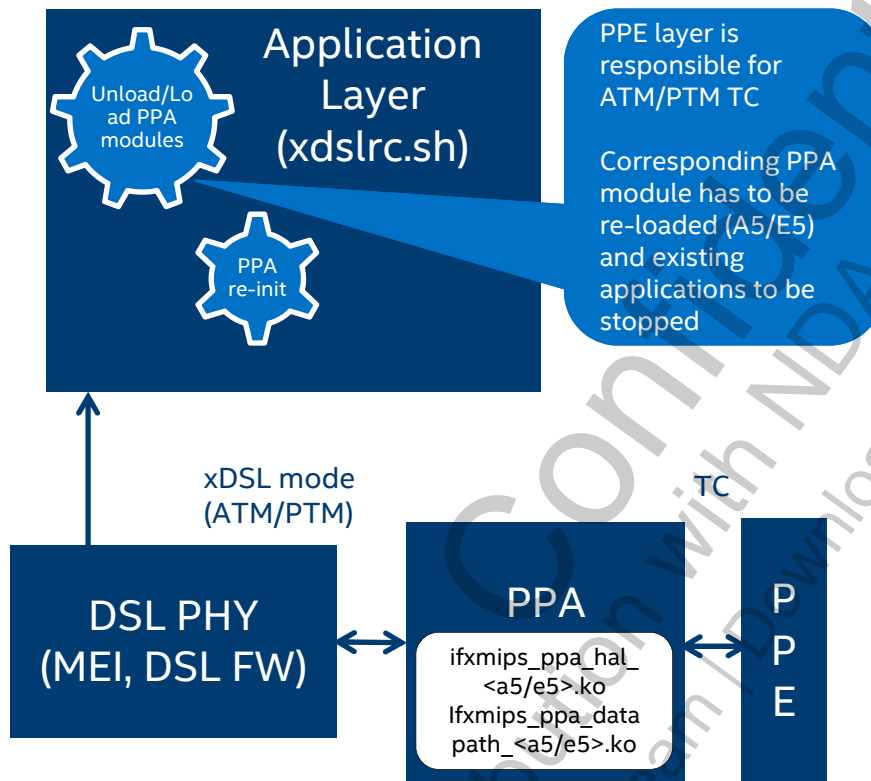 Application
Layer
(xdslrc.sh)
Unload/Lo
ad PPA
modules
PPA
re-init
PPE layer is
responsible for
ATM/PTM TC
Corresponding PPA
module has to be
re-loaded (A5/E5)
and existing
applications to be
stopped
xDSL mode
(ATM/PTM)
TC
DSL PHY
(MEI, DSL FW)
PPA
ifxmips_ppa_hal_
<a5/e5>.ko
Ifxmips_ppa_data
path_<a5/e5>.ko
P
P
E
with NDA